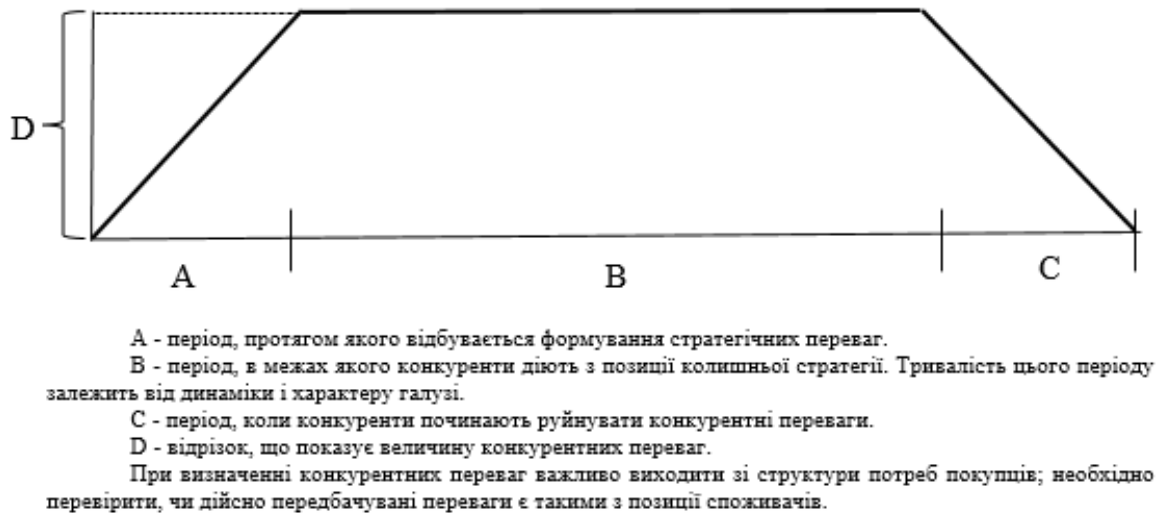 D
A
B
C
А - період, протягом якого відбувається формування стратегічних переваг.
В - період, в межах якого конкуренти діють з позиції колишньої стратегії. Тривалість цього періоду
залежить від динаміки і характеру галузі.
С - період, коли конкуренти починають руйнувати конкурентні переваги.
D - відрізок, що показує величину конкурентних переваг.
При визначенні конкурентних переваг важливо виходити зі структури потреб покупців; необхідно
перевірити, чи дійсно передбачувані переваги є такими з позиції споживачів.